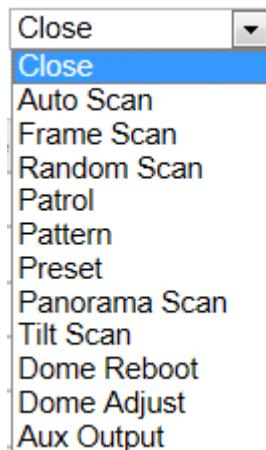 Close
Close
Auto Scan
Frame Scan
Random Scan
Patrol
Pattern
Preset
Panorama Scan
Tilt Scan
Dome Reboot
Dome Adjust
Aux Output